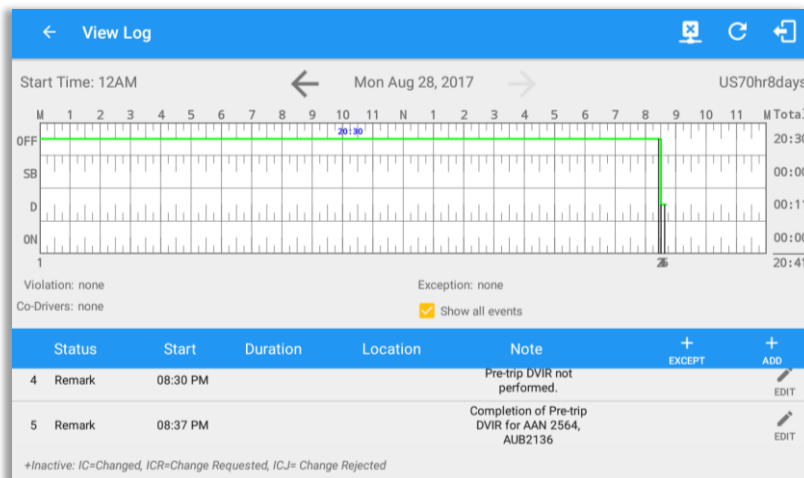 View Log
Start Time: 12AM
Mon Aug 28, 2017
US70hr8days
M 1 2 3 4 5 6 7 8 9 10 11 N 1 2 3 4 5 6 7 8 9 10 11 M Total
OFF 20:30 20:30
SB 00:00
D 00:11
ON 00:00
1 20:41
Violation: none
Exception: none
Co-Drivers: none
Show all events
Status Start Duration Location Note + EXCEPT + ADD
4 Remark 08:30 PM Pre-trip DVIR not
performed.
EDIT
5 Remark 08:37 PM Completion of Pre-trip
DVIR for AAN 2564,
AUB2136
EDIT
+Inactive: IC=Changed, ICR=Change Requested, ICJ= Change Rejected